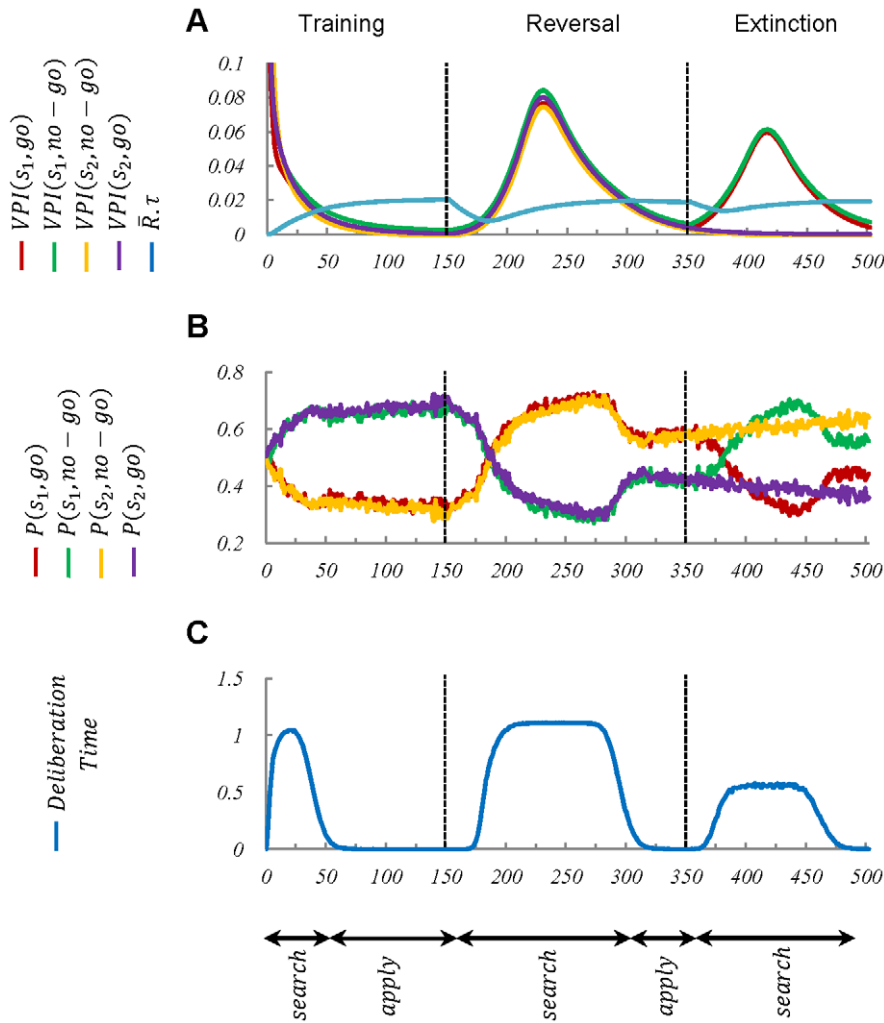 A
Training
Reversal
Extinction
VPI(s₁, go)
VPI(s₁, no − go)
VPI(s₂, no − go)
VPI(s₂, go)
R̄. τ
0.1
0.08
0.06
0.04
0.02
0
0 50 100 150 200 250 300 350 400 450 500
B
P(s₁, go)
P(s₁, no − go)
P(s₂, no − go)
P(s₂, go)
0.8
0.6
0.4
0.2
0 50 100 150 200 250 300 350 400 450 500
C
Deliberation
Time
1.5
1
0.5
0
0 50 100 150 200 250 300 350 400 450 500
search
apply
search
apply
search